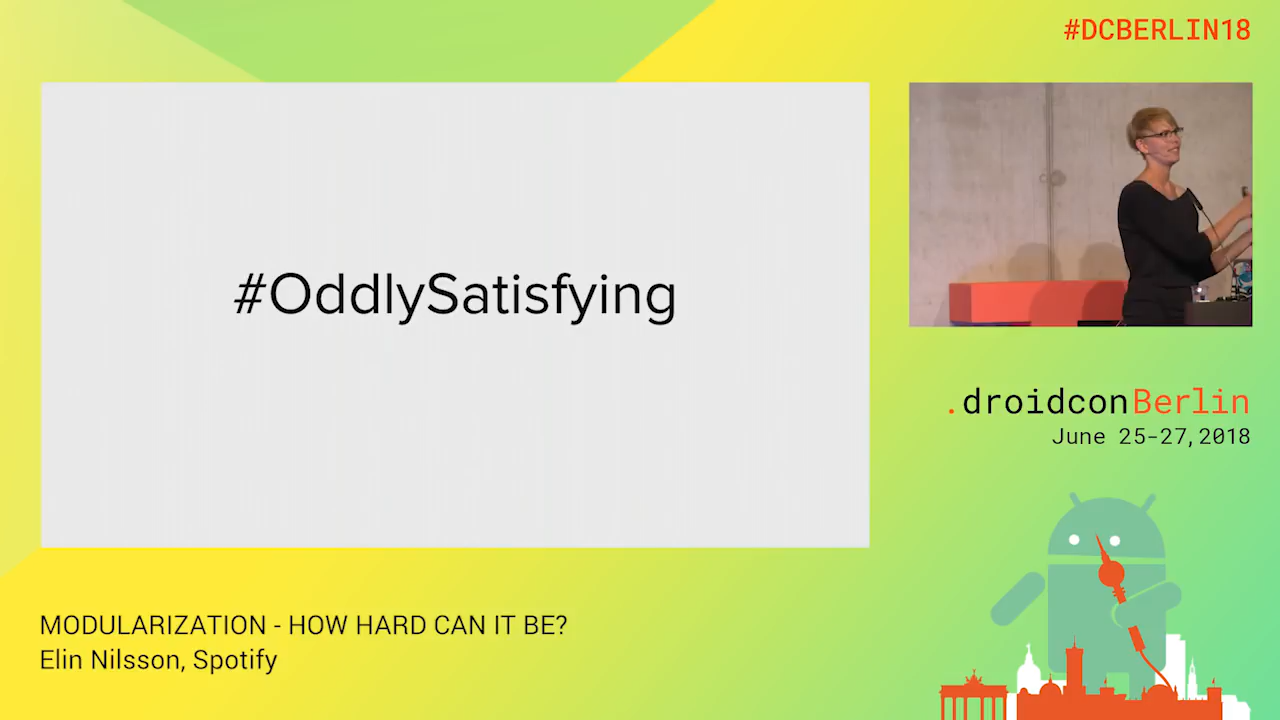 #DCBERLIN18
#OddlySatisfying
.droidconBerlin
June 25-27, 2018
MODULARIZATION - HOW HARD CAN IT BE?
Elin Nilsson, Spotify